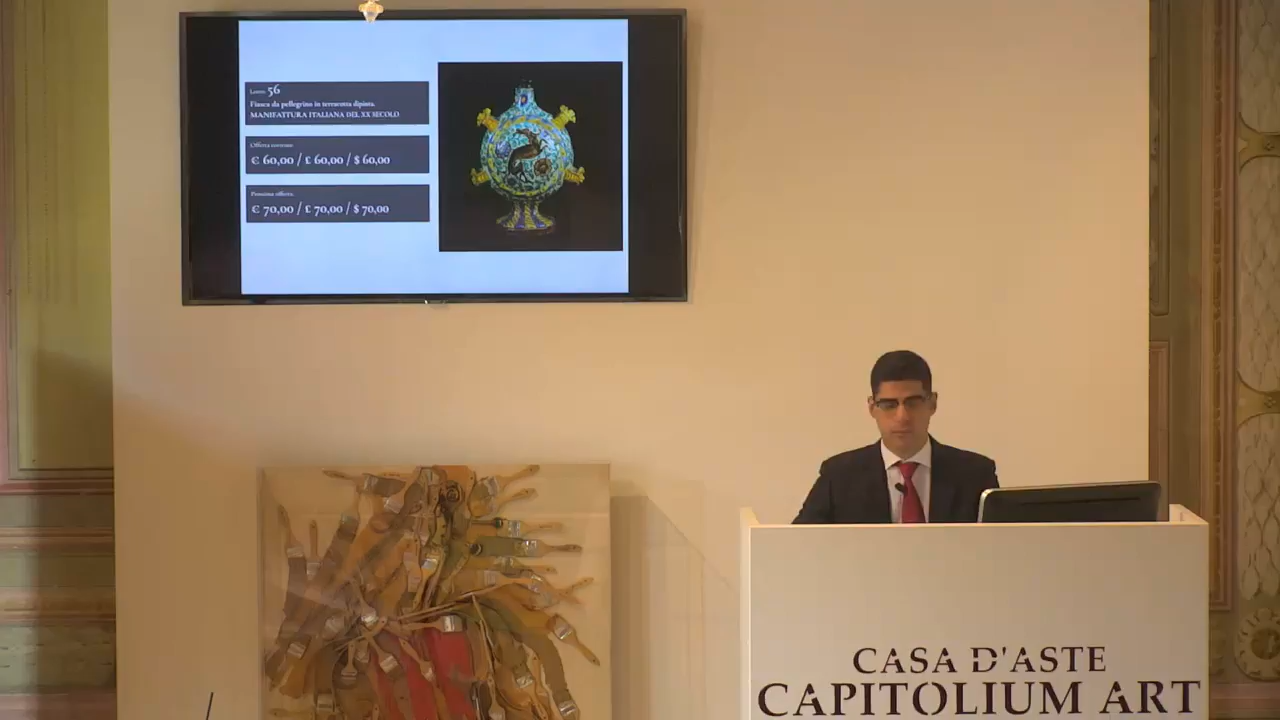 Lotto 56
Fiasca da pellegrino in terracotta dipinta.
MANIFATTURA ITALIANA DEL XX SECOLO
Offerta corrente
€ 60,00 / £ 60,00 / $ 60,00
Prossima offerta
€ 70,00 / £ 70,00 / $ 70,00
CASA D'ASTE
CAPITOLIUM ART